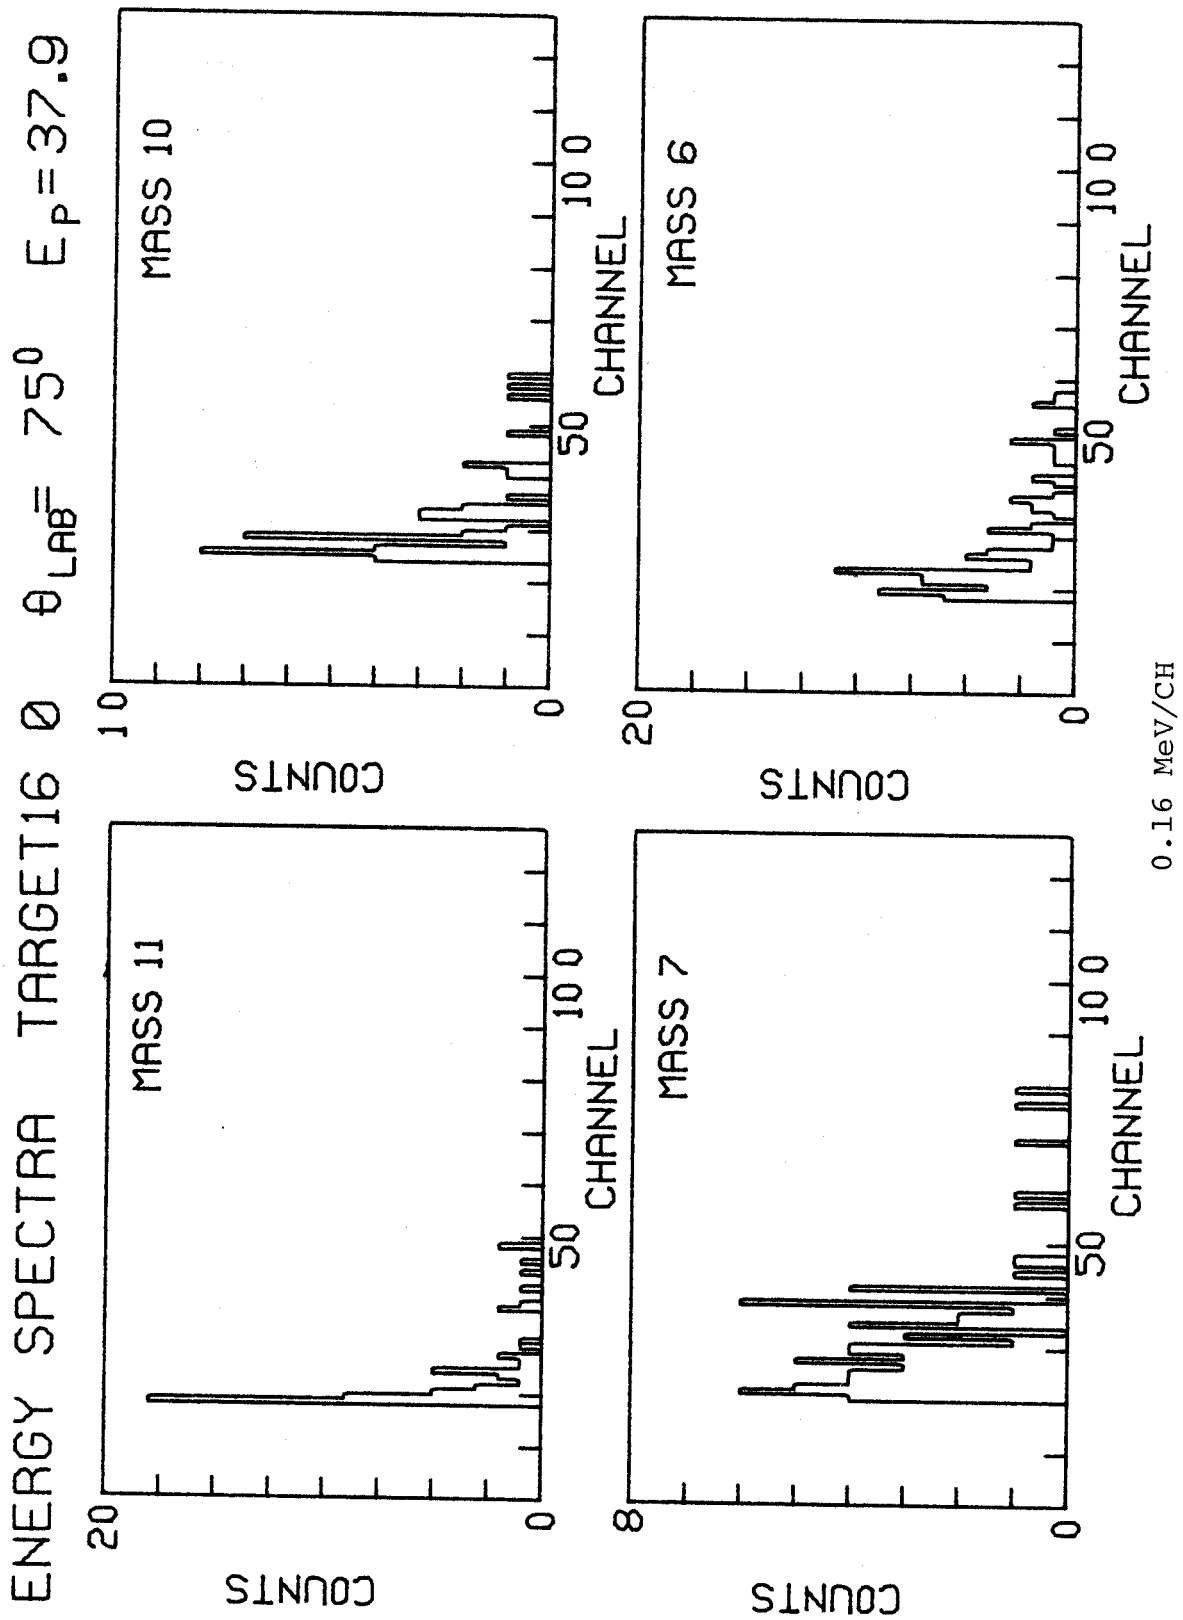 ENERGY SPECTRA TARGET16 O θLAB= 75⁰ EP=37.9
MASS 11
20
0
COUNTS
50
100
CHANNEL
MASS 10
10
0
COUNTS
50
100
CHANNEL
MASS 7
8
0
COUNTS
50
100
CHANNEL
MASS 6
20
0
COUNTS
50
100
CHANNEL
0.16 MeV/CH